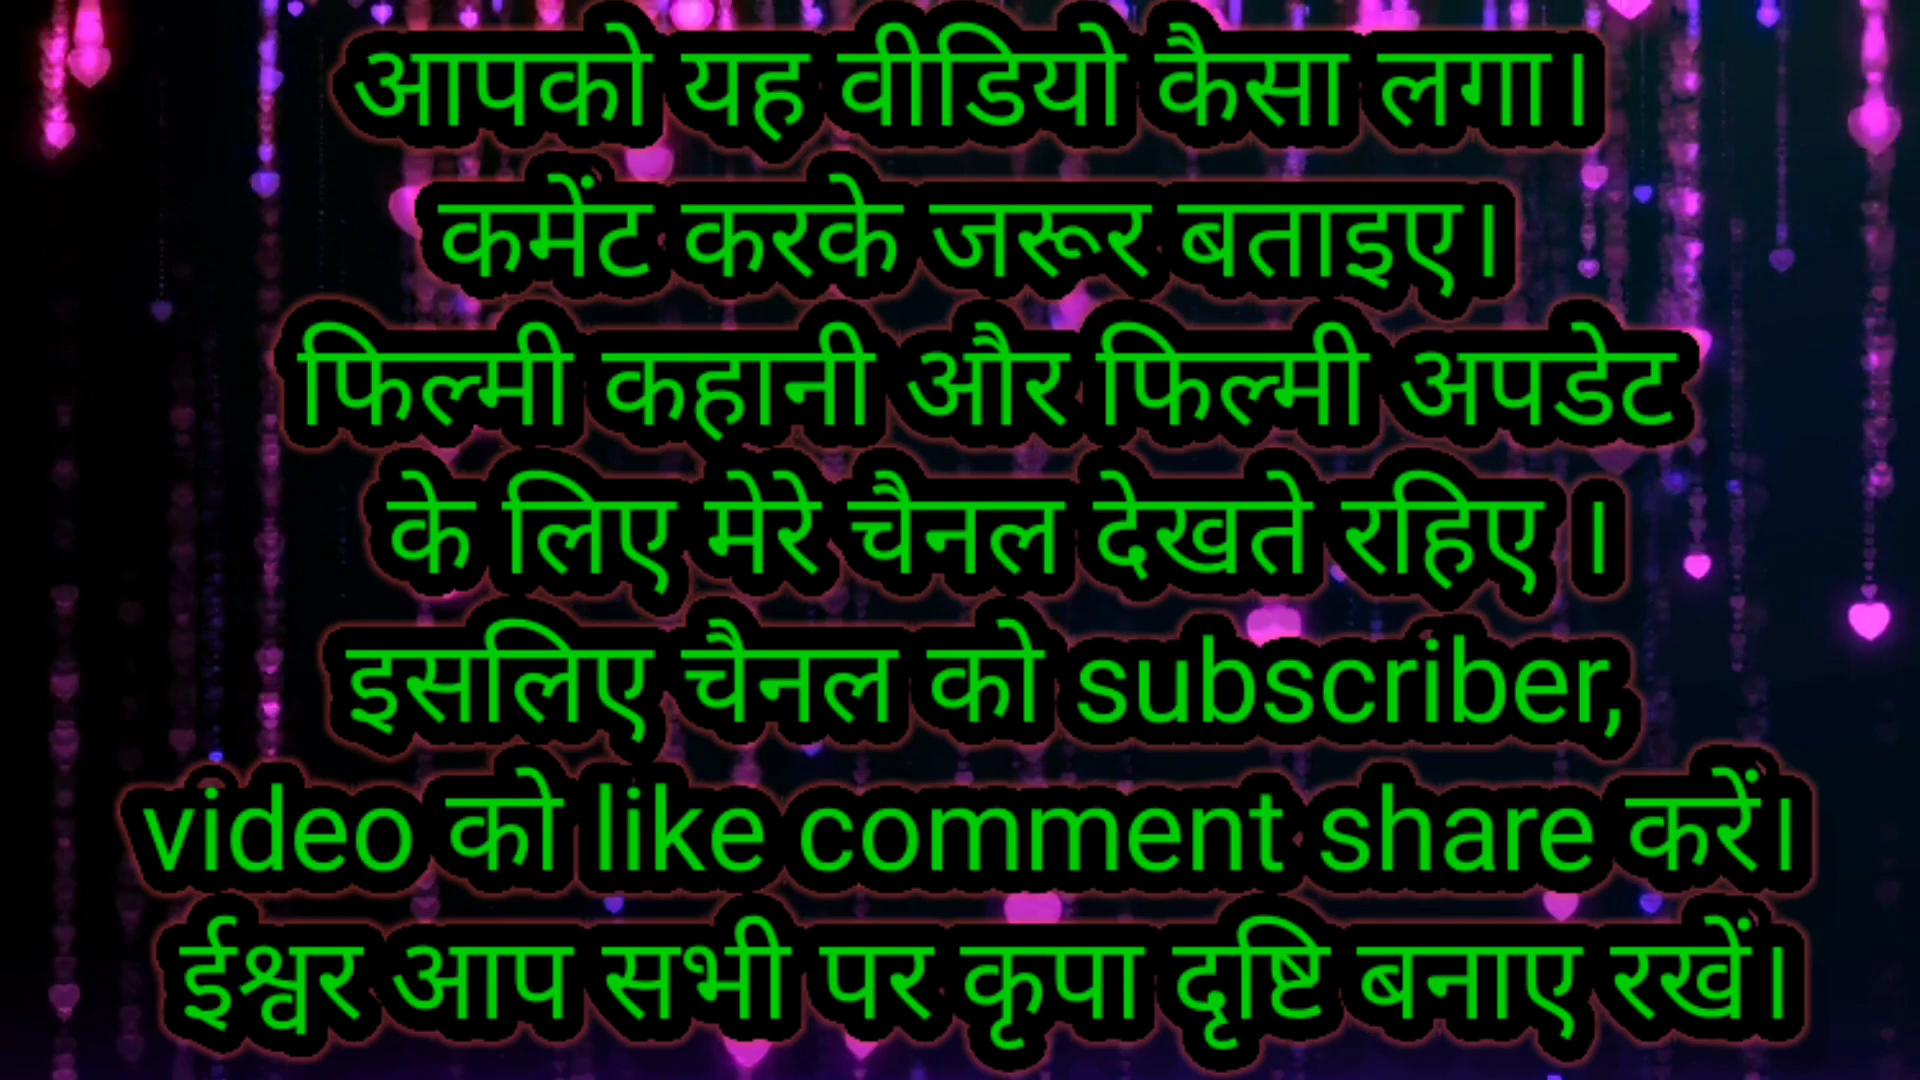 आपको यह वीडियो कैसा लगा।
कमेंट करके जरूर बताइए।
फिल्मी कहानी और फिल्मी अपडेट
के लिए मेरे चैनल देखते रहिए ।
इसलिए चैनल को subscriber,
video को like comment share करें।
ईश्वर आप सभी पर कृपा दृष्टि बनाए रखें।